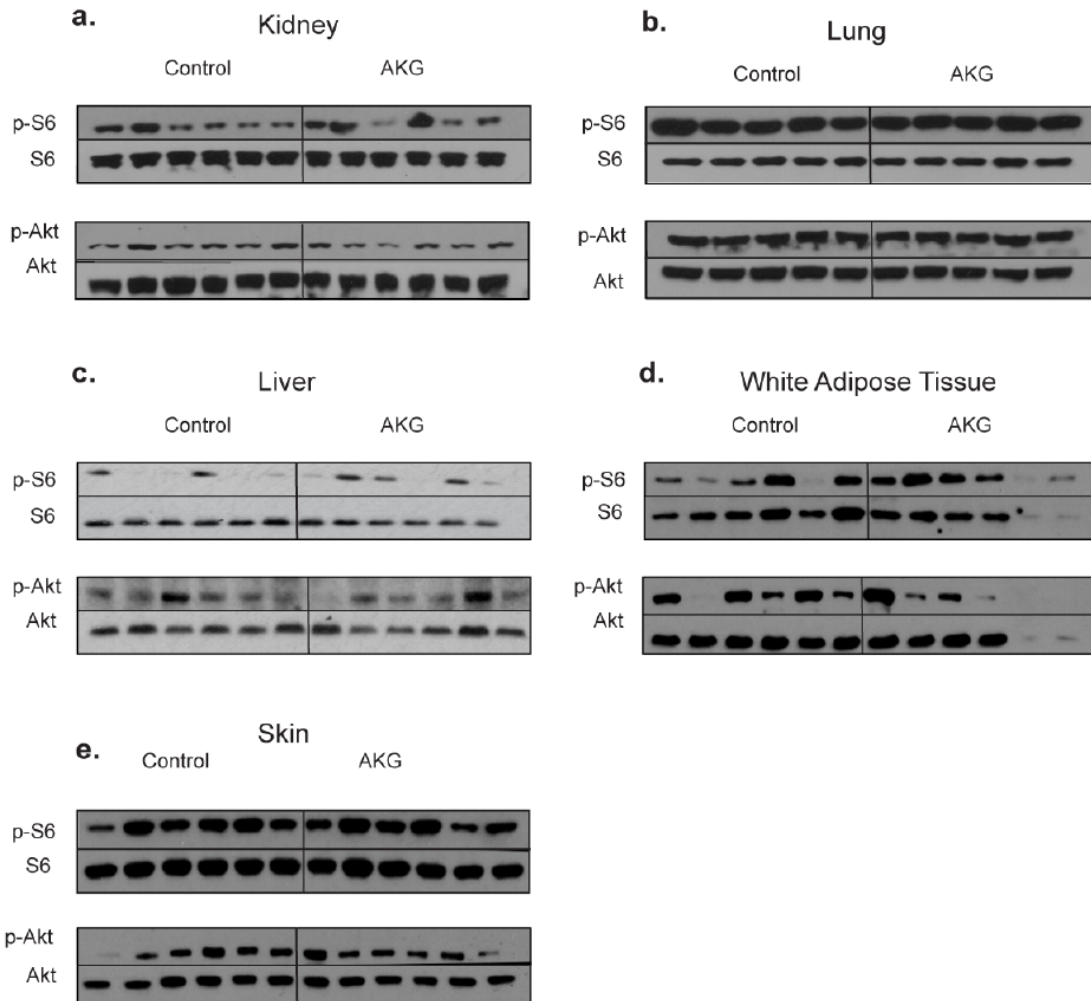 a.
Kidney
Control AKG
p-S6
S6
p-Akt
Akt
b.
Lung
Control AKG
p-S6
S6
p-Akt
Akt
c.
Liver
Control AKG
p-S6
S6
p-Akt
Akt
d.
White Adipose Tissue
Control AKG
p-S6
S6
p-Akt
Akt
e.
Skin
Control AKG
p-S6
S6
p-Akt
Akt